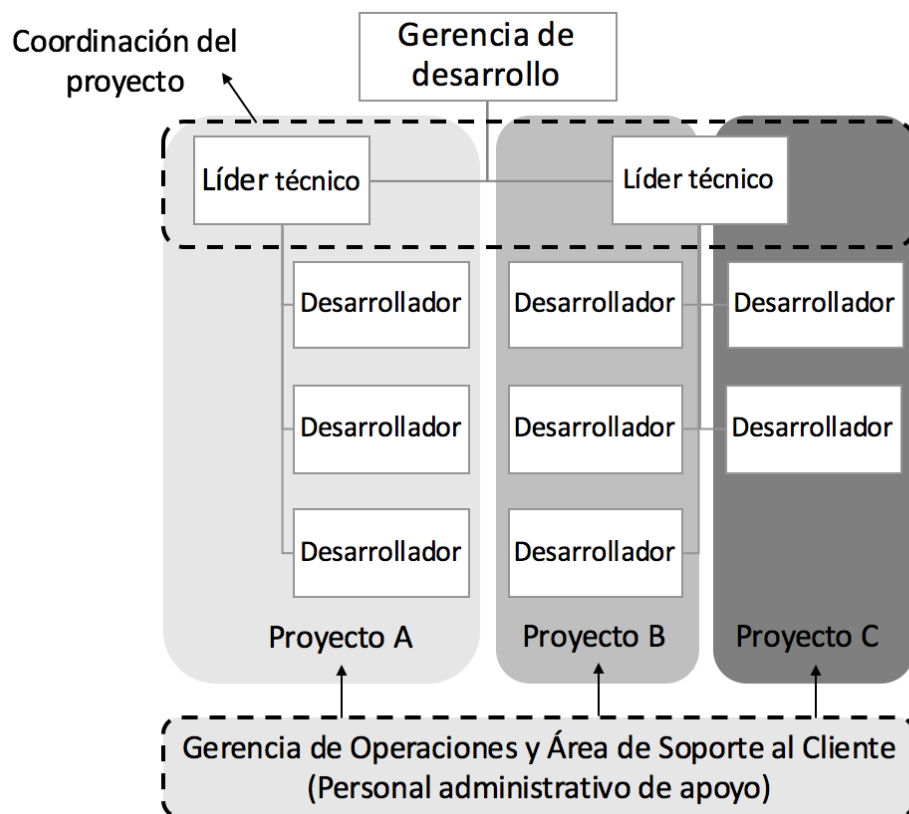 Coordinación del
proyecto
Gerencia de
desarrollo
Líder técnico
Líder técnico
Desarrollador
Desarrollador
Desarrollador
Desarrollador
Desarrollador
Desarrollador
Desarrollador
Desarrollador
Proyecto A
Proyecto B
Proyecto C
Gerencia de Operaciones y Área de Soporte al Cliente
(Personal administrativo de apoyo)